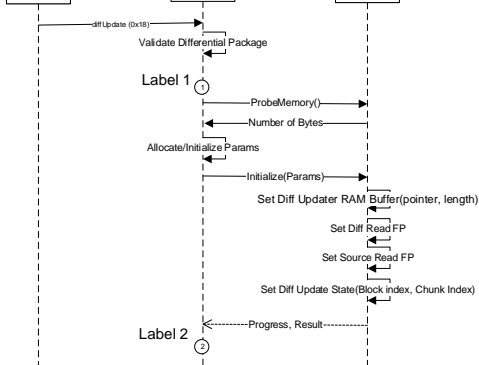 diffUpdate (0x18)
Validate Differential Package
Label 1
1
ProbeMemory()
Number of Bytes
Allocate/Initialize Params
Initialize(Params)
Set Diff Updater RAM Buffer(pointer, length)
Set Diff Read FP
Set Source Read FP
Set Diff Update State(Block index, Chunk Index)
Progress, Result
Label 2
2